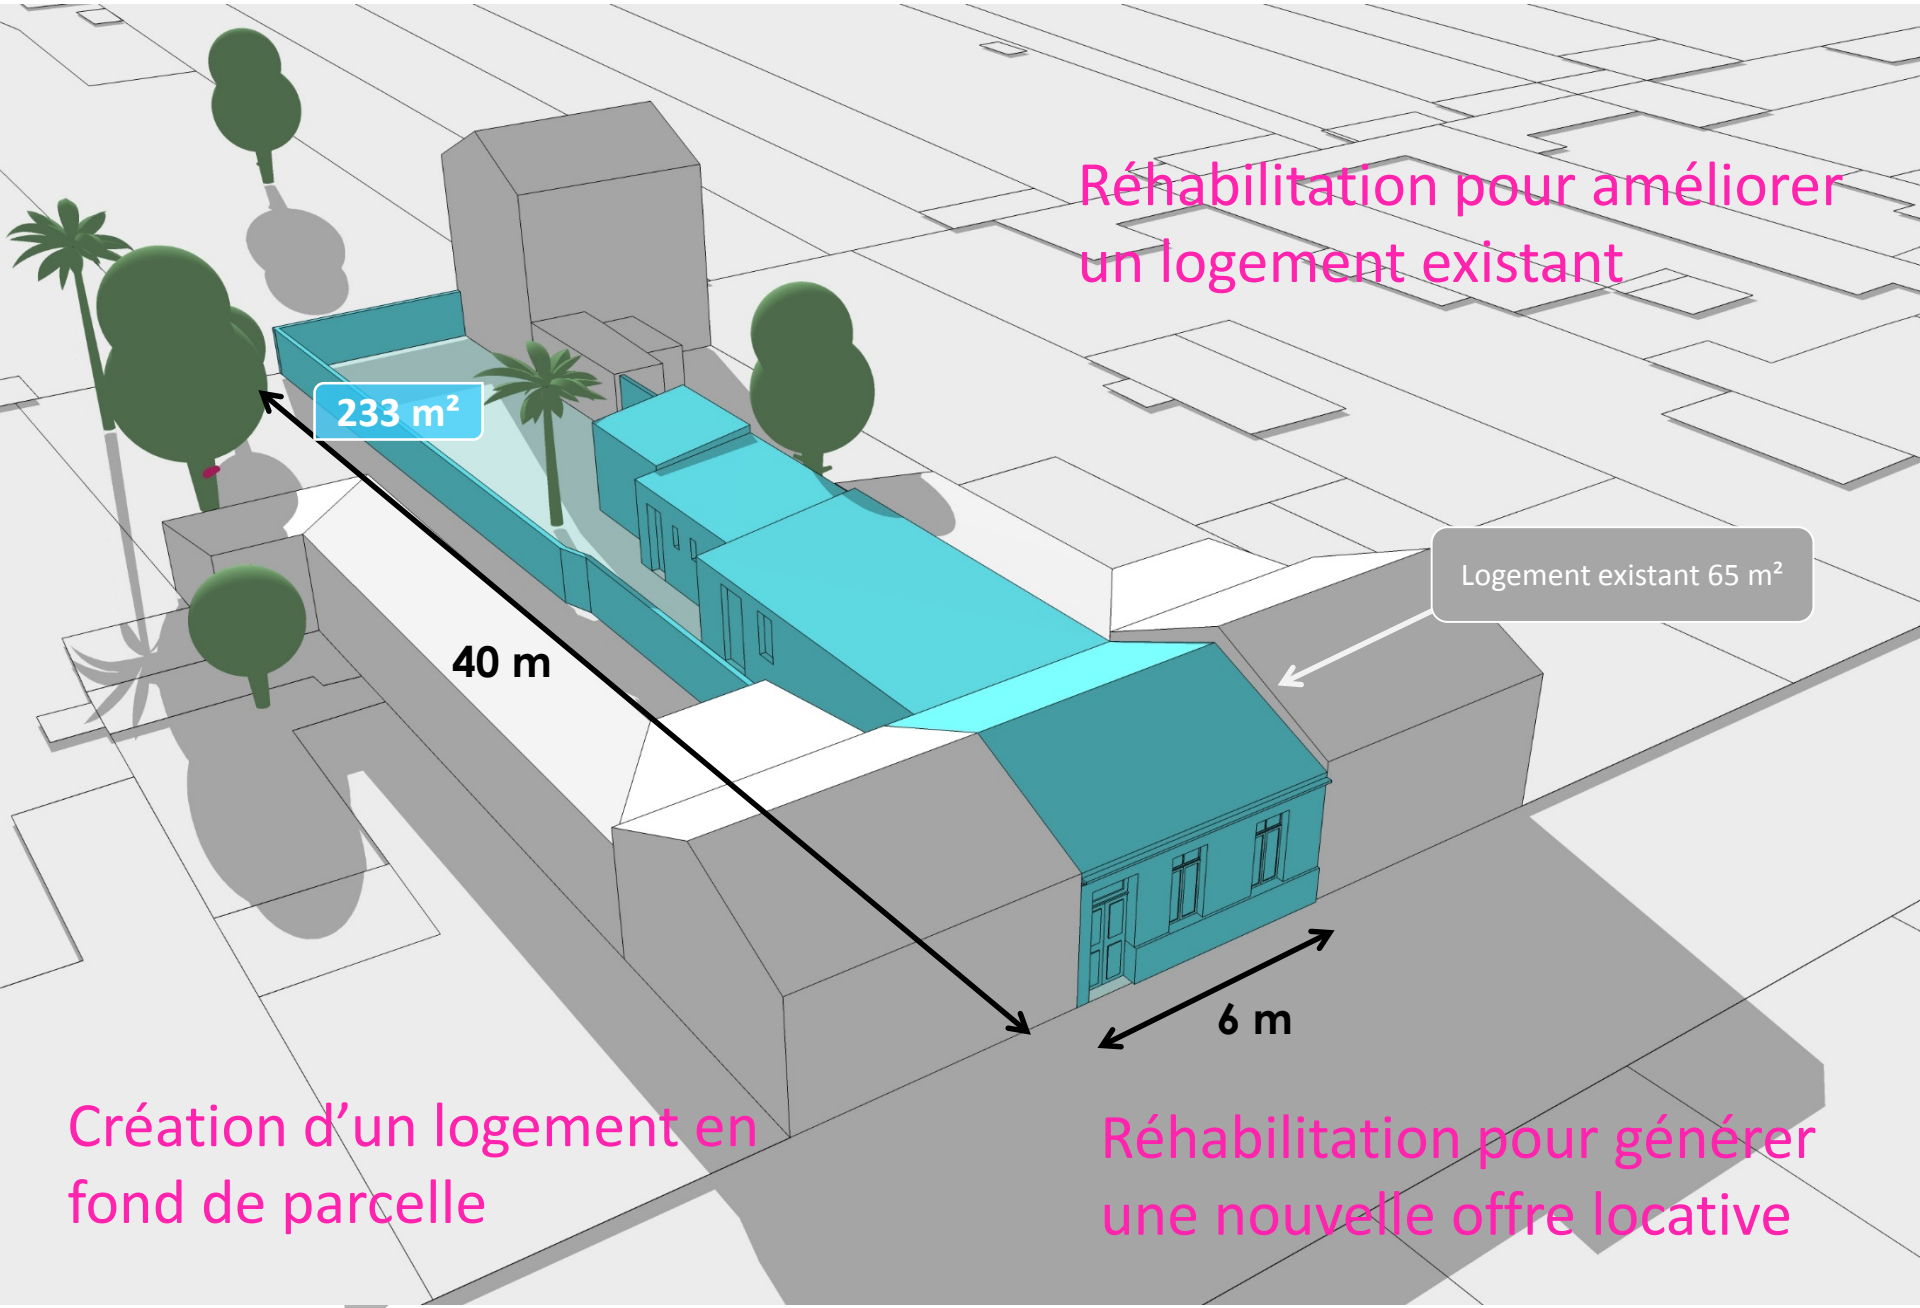 Réhabilitation pour améliorer
un logement existant
233 m²
Logement existant 65 m²
40 m
6 m
Création d’un logement en
fond de parcelle
Réhabilitation pour générer
une nouvelle offre locative